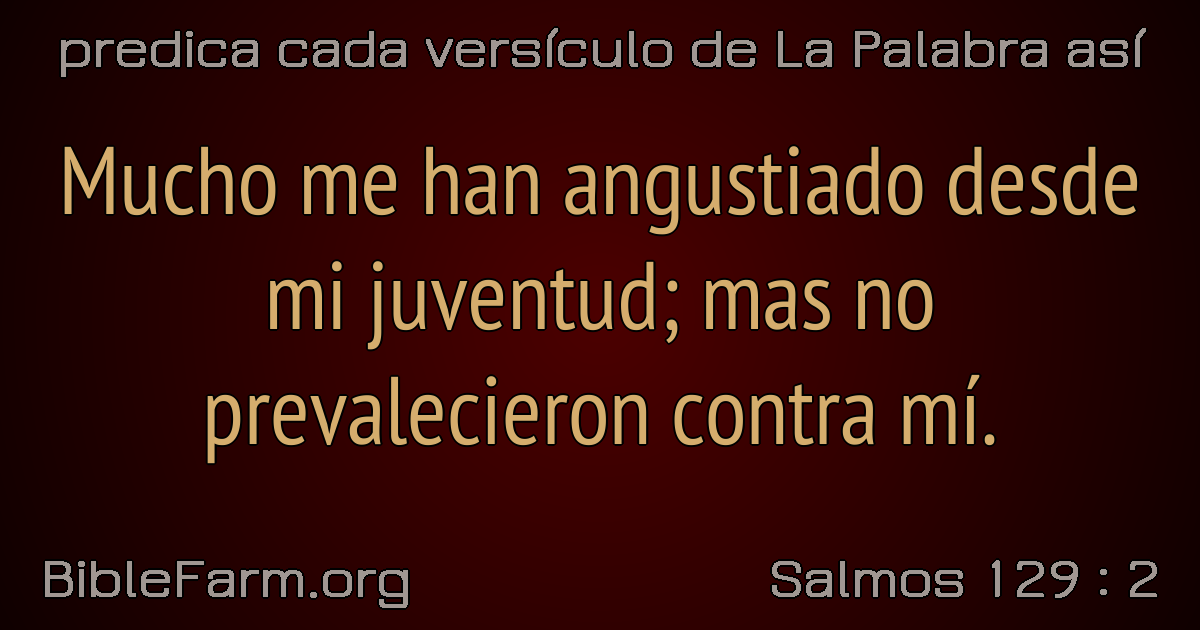 predica cada versículo de La Palabra así
Mucho me han angustiado desde
mi juventud; mas no
prevalecieron contra mí.
BibleFarm.org
Salmos 129 : 2